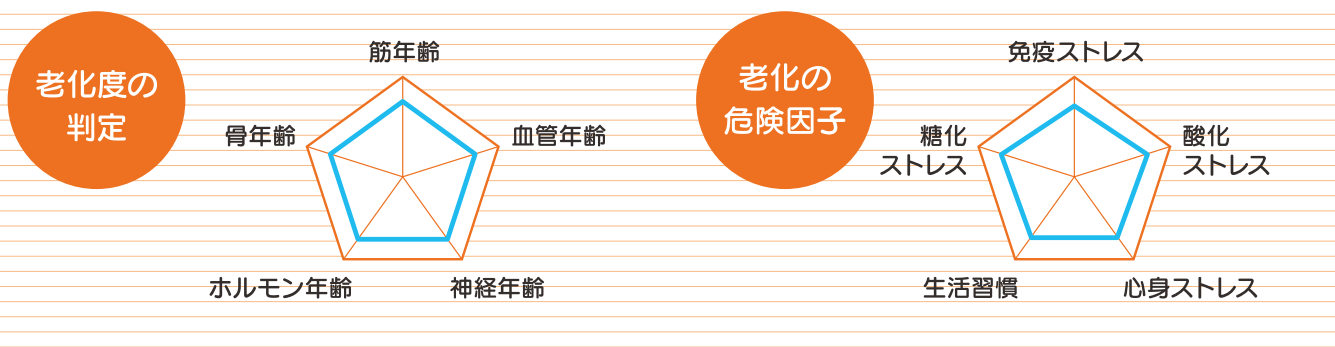 老化度の
判定
筋年齢
骨年齢
血管年齢
ホルモン年齢
神経年齢
老化の
危険因子
免疫ストレス
糖化
ストレス
酸化
ストレス
生活習慣
心身ストレス